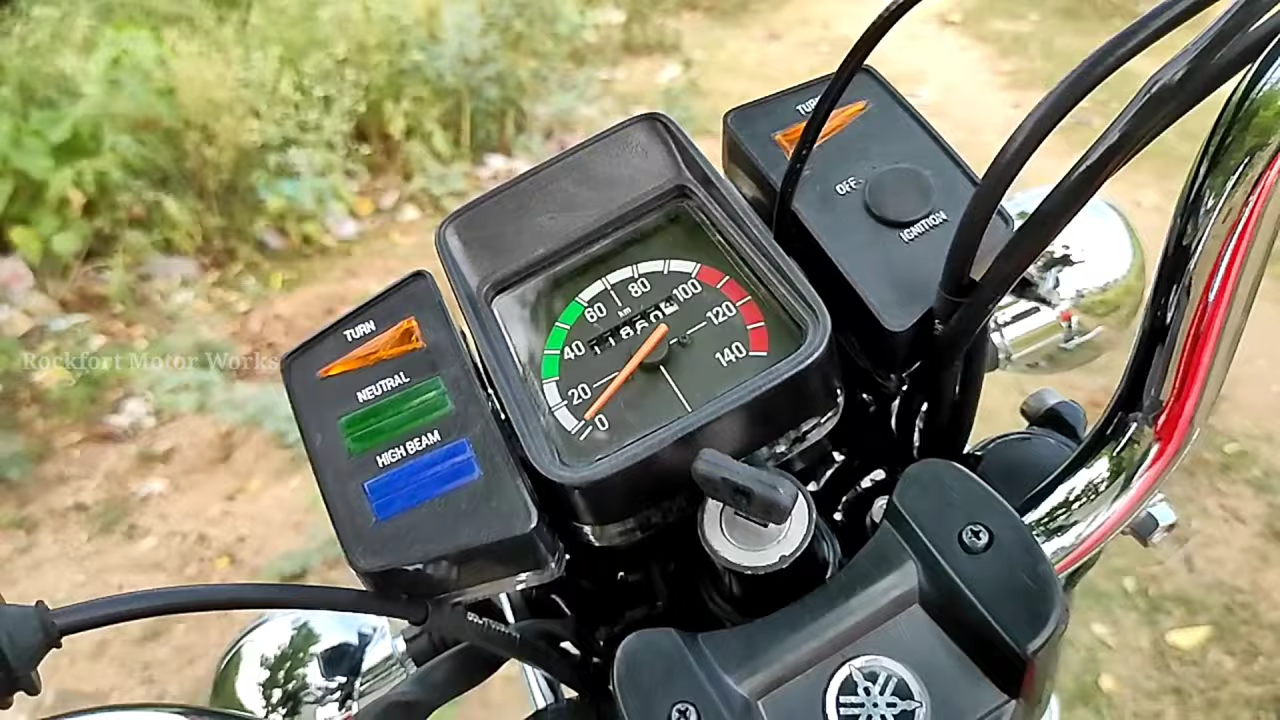 TURN
OFF
IGNITION
TURN
NEUTRAL
HIGH BEAM
0
20
40
60
80
100
120
140
km
Rockfort Motor Works